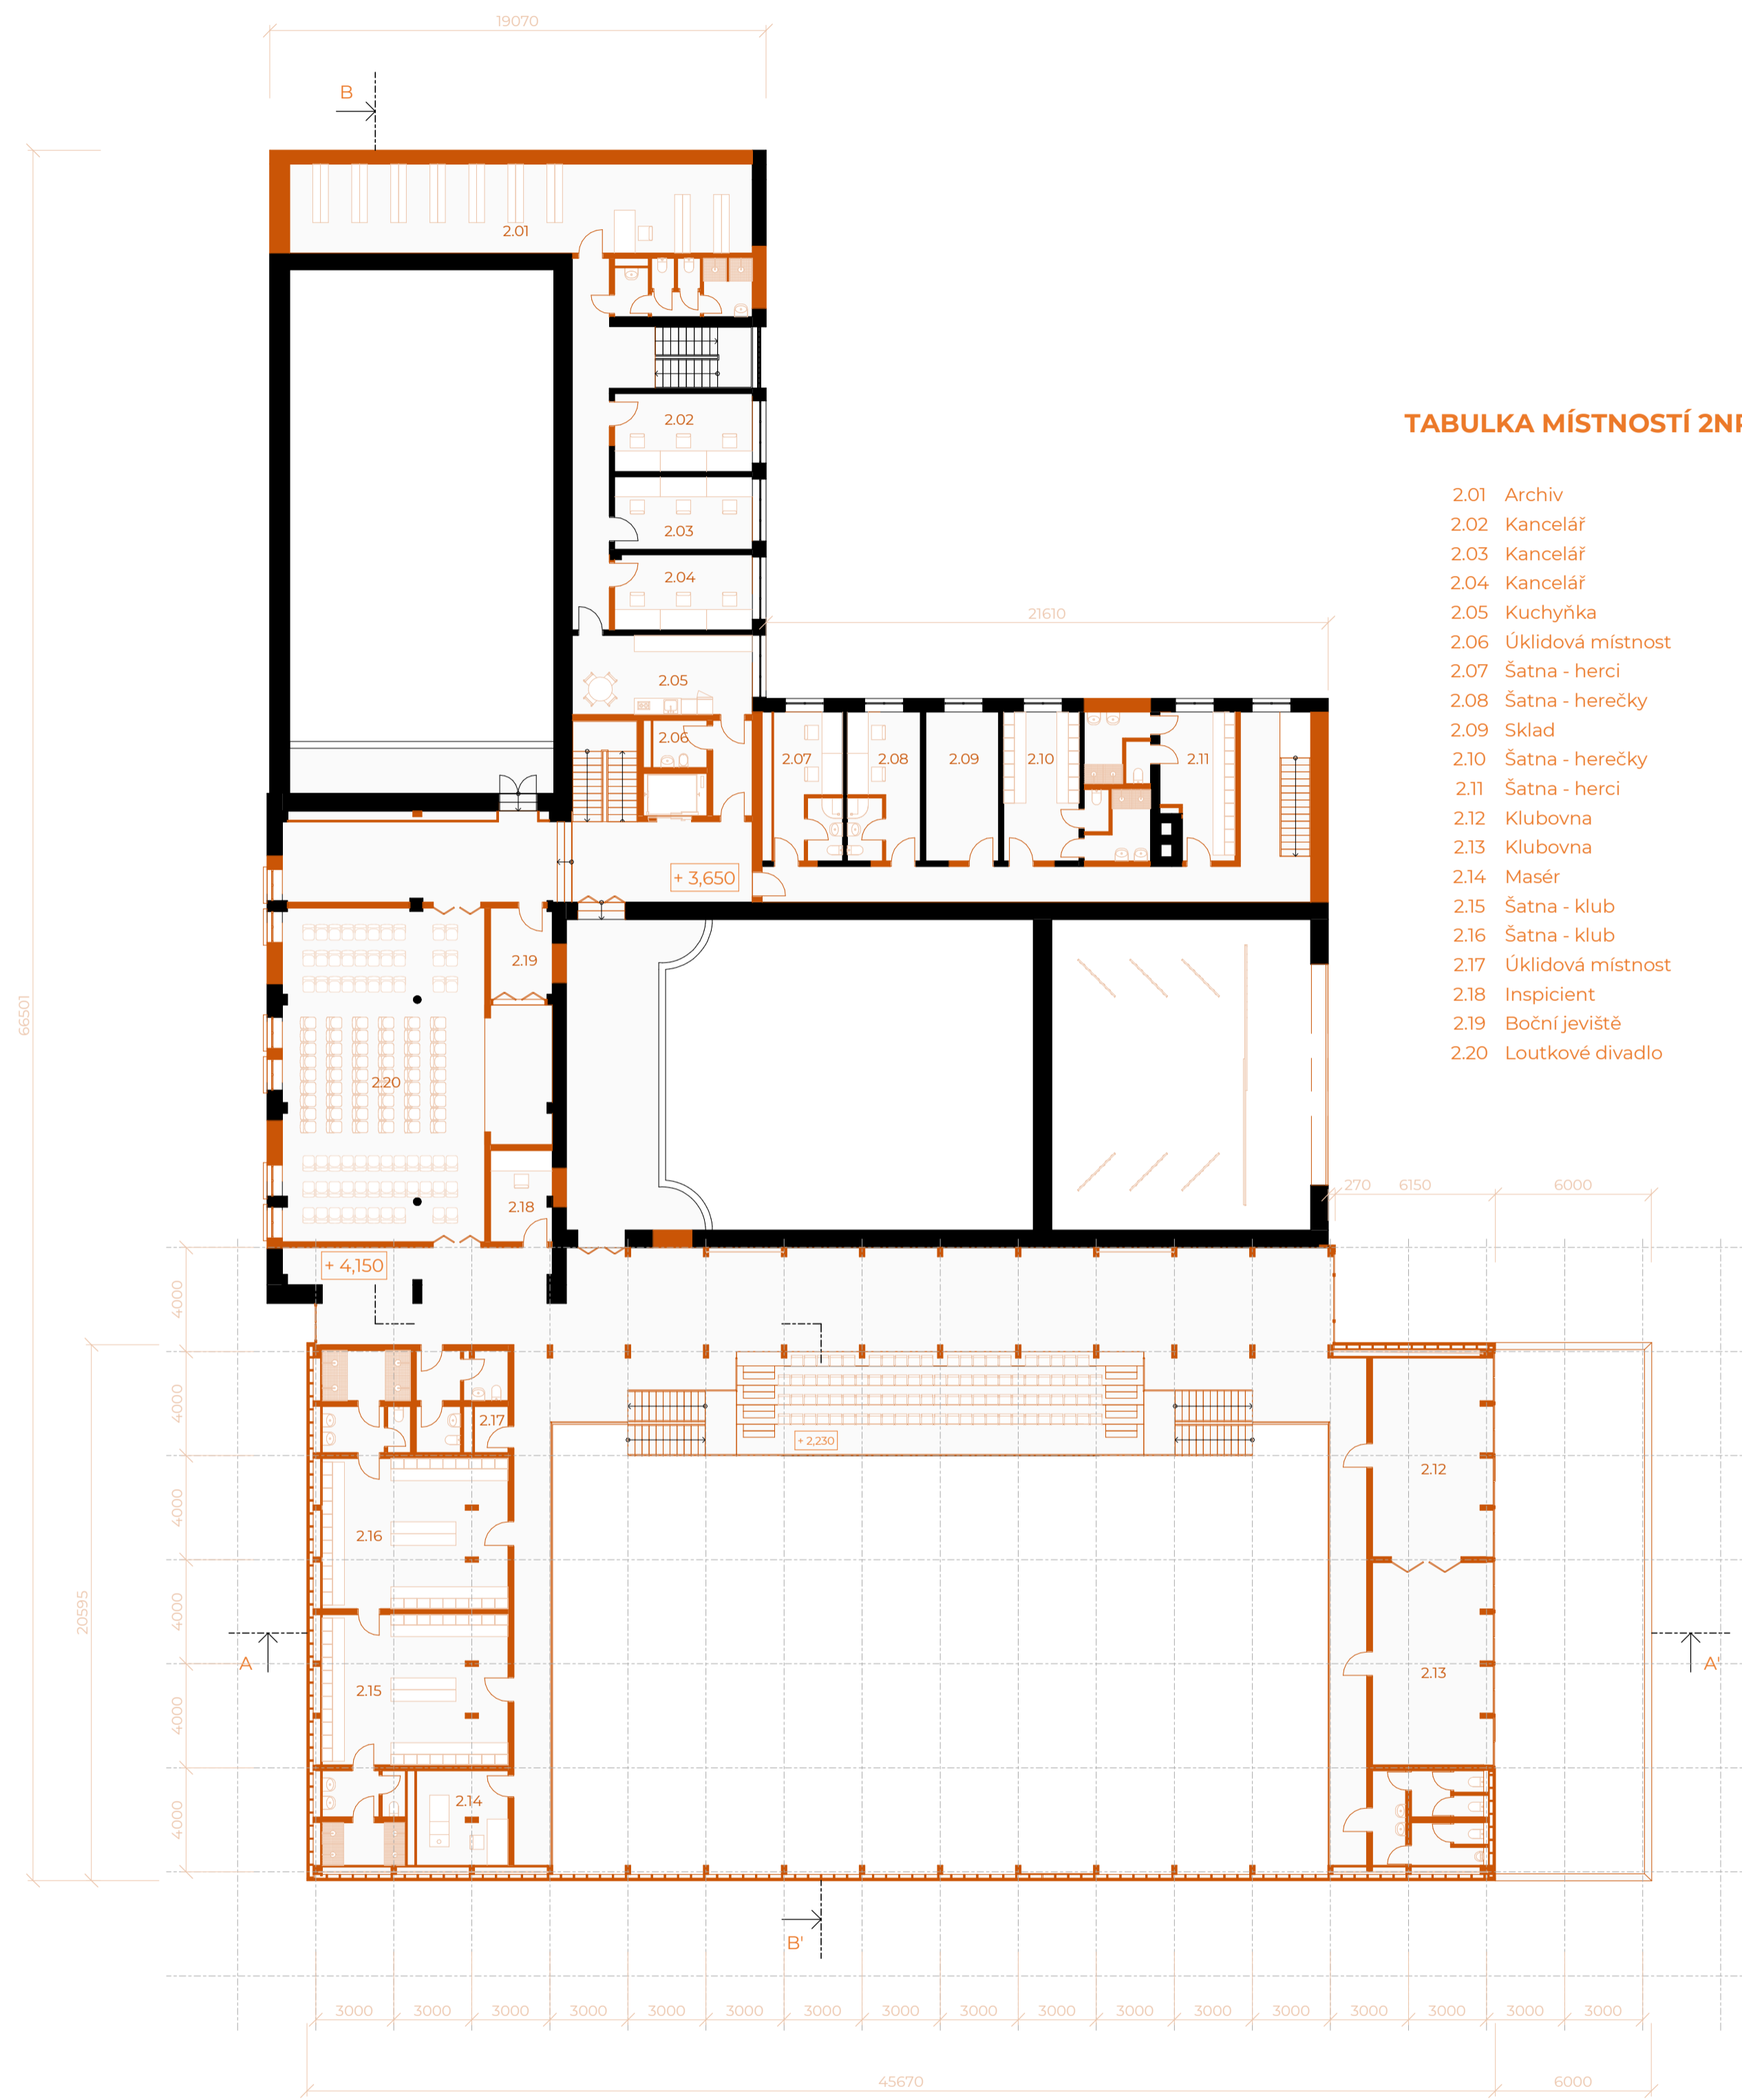 19070
B
2.01
2.02
TABULKA MÍSTNOSTÍ 2NP
2.01 Archiv
2.02 Kancelář
2.03 Kancelář
2.04 Kancelář
2.05 Kuchyňka
2.06 Úklidová místnost
2.07 Šatna - herci
2.08 Šatna - herečky
2.09 Sklad
2.10 Šatna - herečky
2.11 Šatna - herci
2.12 Klubovna
2.13 Klubovna
2.14 Masér
2.15 Šatna - klub
2.16 Šatna - klub
2.17 Úklidová místnost
2.18 Inspicient
2.19 Boční jeviště
2.20 Loutkové divadlo
2.03
2.04
21610
2.05
2.06
2.07 2.08 2.09 2.10 2.11
+ 3,650
2.19
66501
2.20
270 6150 6000
2.18
+ 4,150
4000
4000
2.17
+ 2,230
2.12
4000
2.16
20595
4000
A
A'
2.15
2.13
4000
2.14
4000
B'
3000 3000 3000 3000 3000 3000 3000 3000 3000 3000 3000 3000 3000 3000 3000 3000 3000
45670 6000